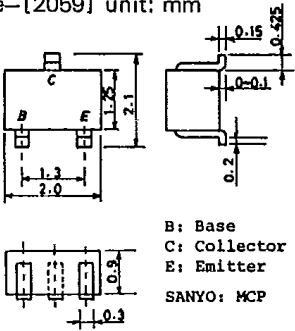 e-[2059] unit: mm
0.15
0.425
C
1.25
2.1
0~0.1
B E
1.3
2.0
0.2
B: Base
C: Collector
E: Emitter
SANYO: MCP
0.9
0.3